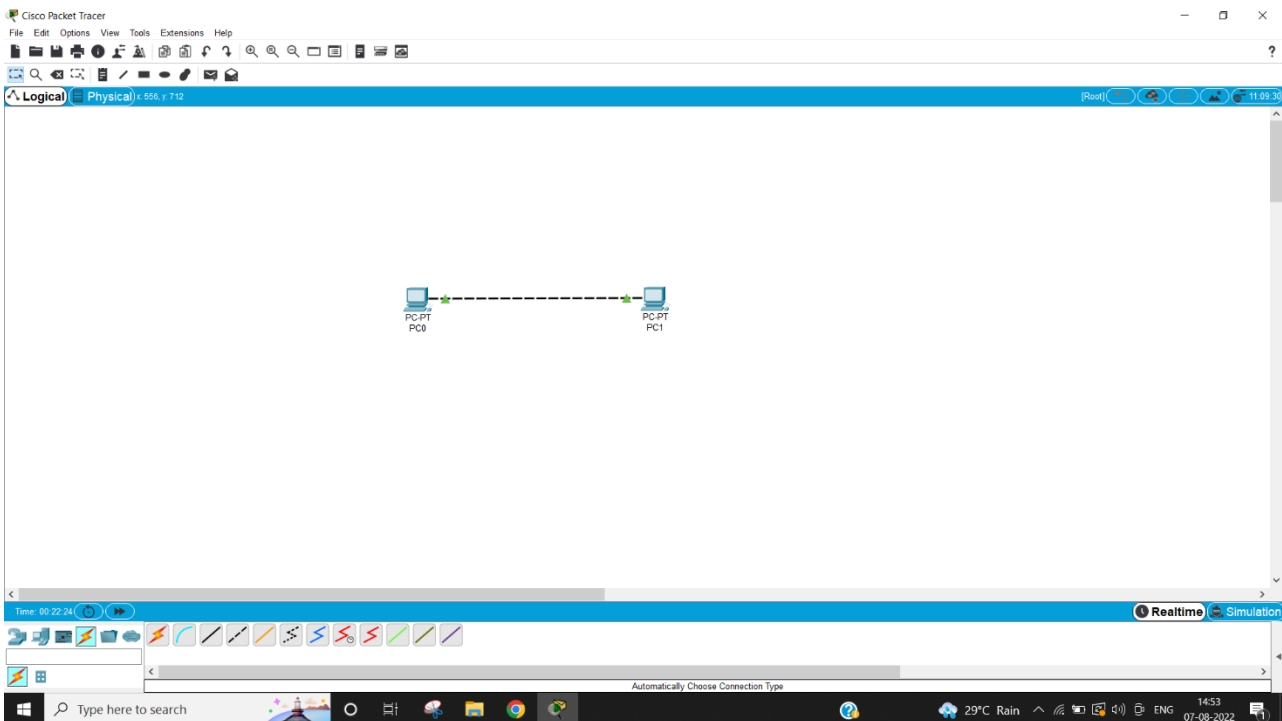 Cisco Packet Tracer
File Edit Options View Tools Extensions Help
?
Logical Physical x: 556, y: 712 [Root] 11:09:30
PC-PT
PC0
PC-PT
PC1
Time: 00:22:24 Realtime Simulation
Automatically Choose Connection Type
Type here to search 29°C Rain ENG 14:53
07-08-2022